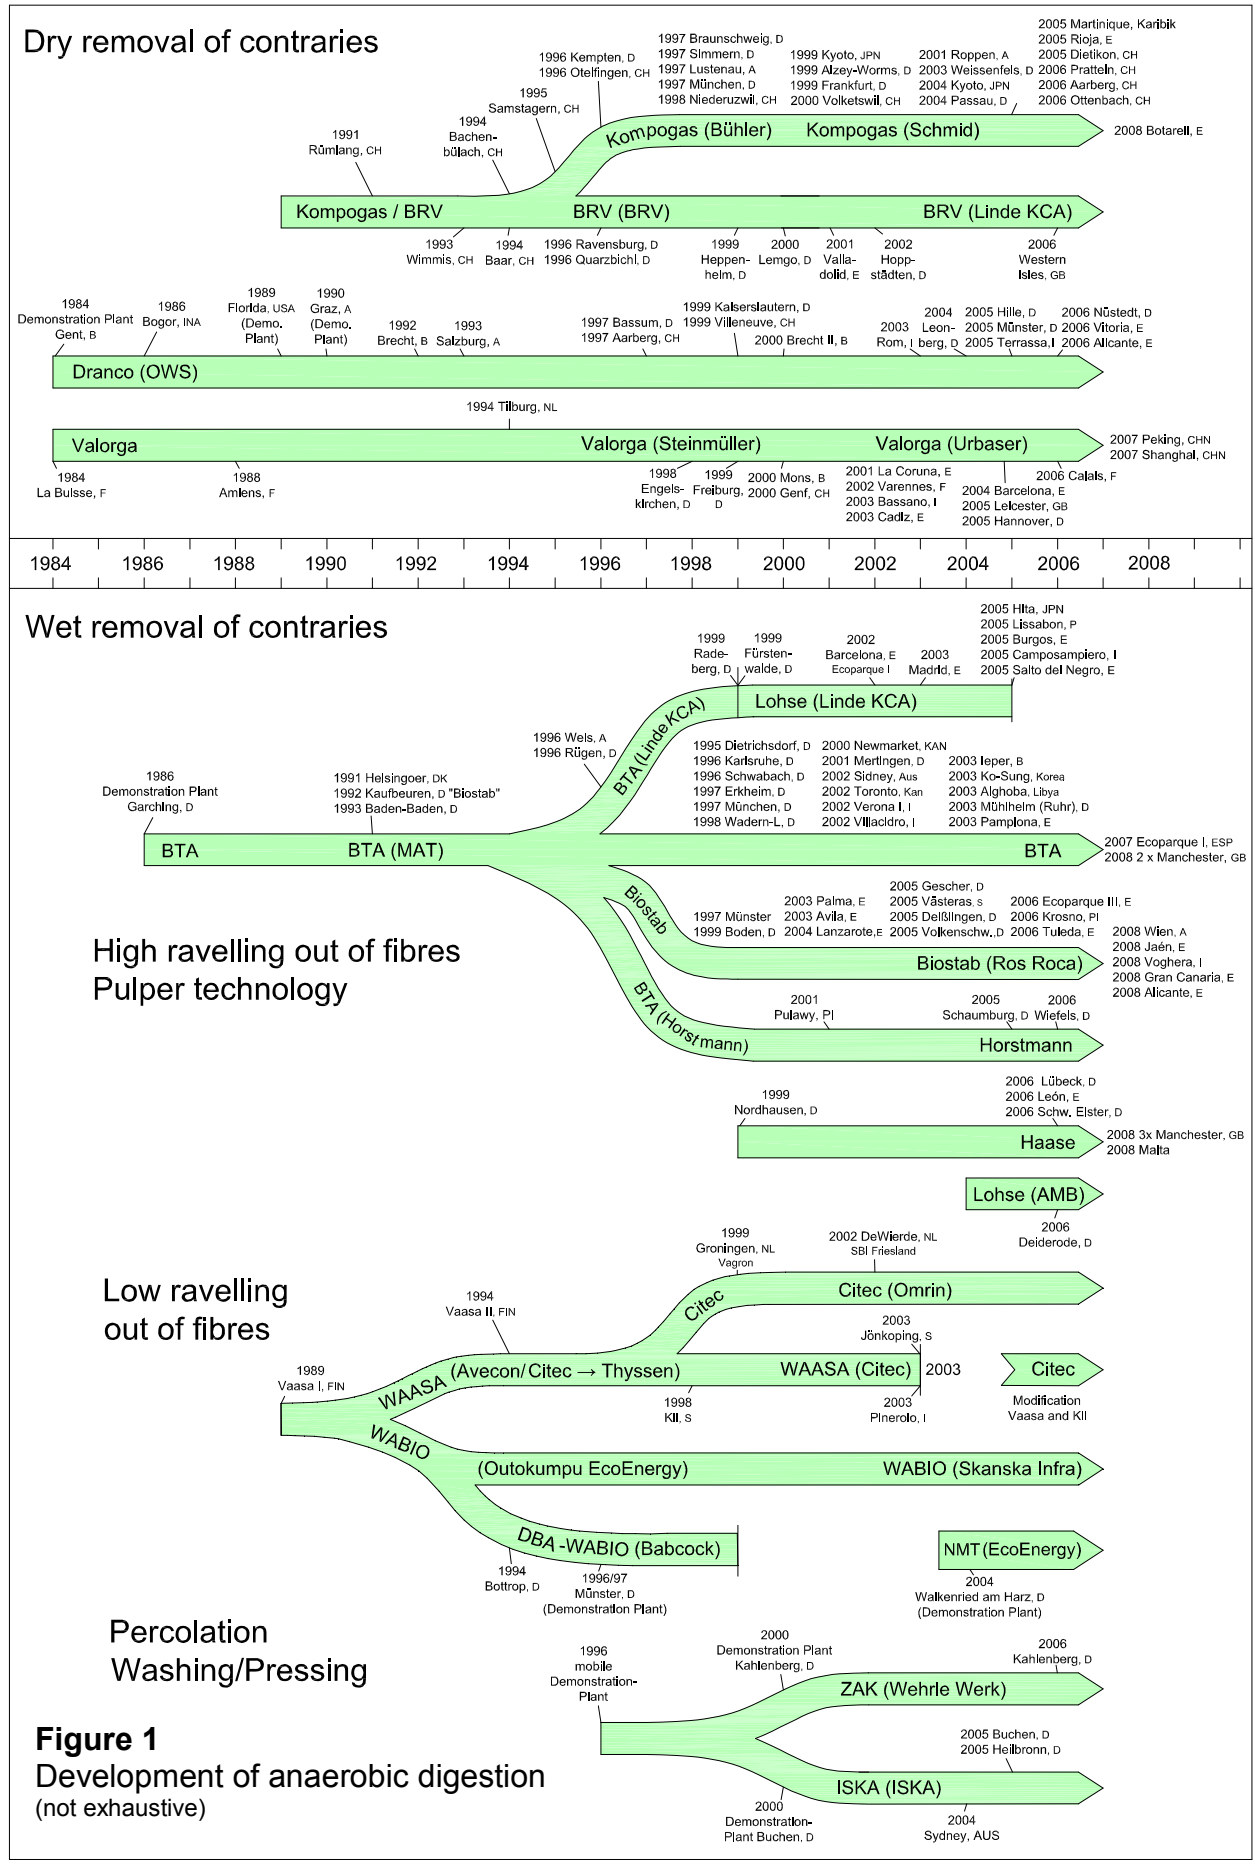 Dry removal of contraries
1991
Rümlang, CH
1994
Bachen-
bülach, CH
1995
Samstagern, CH
1996 Kempten, D
1996 Otelfingen, CH
1997 Braunschweig, D
1997 Simmern, D
1997 Lustenau, A
1997 München, D
1998 Niederuzwil, CH
1999 Kyoto, JPN
1999 Alzey-Worms, D
1999 Frankfurt, D
2000 Volketswil, CH
2001 Roppen, A
2003 Weissenfels, D
2004 Kyoto, JPN
2004 Passau, D
2005 Martinique, Karibik
2005 Rioja, E
2005 Dietikon, CH
2006 Pratteln, CH
2006 Aarberg, CH
2006 Ottenbach, CH
Kompogas (Bühler)
Kompogas (Schmid)
2008 Botarell, E
Kompogas / BRV
BRV (BRV)
BRV (Linde KCA)
1993
Wimmis, CH
1994
Baar, CH
1996 Ravensburg, D
1996 Quarzbichl, D
1999
Heppen-
helm, D
2000
Lemgo, D
2001
Valla-
dolid, E
2002
Hopp-
städten, D
2006
Western
Isles, GB
1984
Demonstration Plant
Gent, B
1986
Bogor, INA
1989
Florida, USA
(Demo.
Plant)
1990
Graz, A
(Demo.
Plant)
1992
Brecht, B
1993
Salzburg, A
1997 Bassum, D
1997 Aarberg, CH
1999 Kaiserslautern, D
1999 Villeneuve, CH
2000 Brecht II, B
2003
Rom, I
2004
Leon-
berg, D
2005 Hille, D
2005 Münster, D
2005 Terrassa, I
2006 Nüstedt, D
2006 Vitoria, E
2006 Alicante, E
Dranco (OWS)
1994 Tilburg, NL
Valorga
Valorga (Steinmüller)
Valorga (Urbaser)
2007 Peking, CHN
2007 Shanghai, CHN
1984
La Buisse, F
1988
Amiens, F
1998
Engels-
kirchen, D
1999
Freiburg,
D
2000 Mons, B
2000 Genf, CH
2001 La Coruna, E
2002 Varennes, F
2003 Bassano, I
2003 Cadiz, E
2004 Barcelona, E
2005 Leicester, GB
2005 Hannover, D
2006 Calais, F
1984 1986 1988 1990 1992 1994 1996 1998 2000 2002 2004 2006 2008
Wet removal of contraries
1999
Rade-
berg, D
1999
Fürsten-
walde, D
2002
Barcelona, E
Ecoparque I
2003
Madrid, E
2005 Hita, JPN
2005 Lissabon, P
2005 Burgos, E
2005 Camposampiero, I
2005 Salto del Negro, E
BTA (Linde KCA)
Lohse (Linde KCA)
1996 Wels, A
1996 Rügen, D
1986
Demonstration Plant
Garching, D
1991 Helsingoer, DK
1992 Kaufbeuren, D "Biostab"
1993 Baden-Baden, D
1995 Dietrichsdorf, D
1996 Karlsruhe, D
1996 Schwabach, D
1997 Erkheim, D
1997 München, D
1998 Wadern-L, D
2000 Newmarket, KAN
2001 Mertingen, D
2002 Sidney, Aus
2002 Toronto, Kan
2002 Verona I, I
2002 Villacidro, I
2003 Ieper, B
2003 Ko-Sung, Korea
2003 Alghoba, Libya
2003 Mühlheim (Ruhr), D
2003 Pamplona, E
BTA
BTA (MAT)
BTA
2007 Ecoparque I, ESP
2008 2 x Manchester, GB
Biostab
1997 Münster
1999 Boden, D
2003 Palma, E
2003 Avila, E
2004 Lanzarote, E
2005 Gescher, D
2005 Västeras, S
2005 Deißlingen, D
2005 Volkenschw., D
2006 Ecoparque III, E
2006 Krosno, Pl
2006 Tuleda, E
Biostab (Ros Roca)
2008 Wien, A
2008 Jaén, E
2008 Voghera, I
2008 Gran Canaria, E
2008 Alicante, E
High ravelling out of fibres
Pulper technology
BTA (Horstmann)
2001
Pulawy, Pl
2005
Schaumburg, D
2006
Wiefels, D
Horstmann
1999
Nordhausen, D
2006 Lübeck, D
2006 León, E
2006 Schw. Elster, D
Haase
2008 3x Manchester, GB
2008 Malta
Lohse (AMB)
2006
Deiderode, D
Low ravelling
out of fibres
1999
Groningen, NL
Vagron
2002 DeWierde, NL
SBI Friesland
Citec
Citec (Omrin)
1989
Vaasa I, FIN
1994
Vaasa II, FIN
2003
Jönkoping, S
WAASA
(Avecon/ Citec → Thyssen)
WAASA (Citec)
2003
Citec
1998
Kil, S
2003
Pinerolo, I
Modification
Vaasa and Kil
WABIO
(Outokumpu EcoEnergy)
WABIO (Skanska Infra)
DBA -WABIO (Babcock)
NMT (EcoEnergy)
1994
Bottrop, D
1996/97
Münster, D
(Demonstration Plant)
2004
Walkenried am Harz, D
(Demonstration Plant)
Percolation
Washing/Pressing
1996
mobile
Demonstration-
Plant
2000
Demonstration Plant
Kahlenberg, D
2006
Kahlenberg, D
ZAK (Wehrle Werk)
2005 Buchen, D
2005 Heilbronn, D
ISKA (ISKA)
2000
Demonstration-
Plant Buchen, D
2004
Sydney, AUS
Figure 1
Development of anaerobic digestion
(not exhaustive)